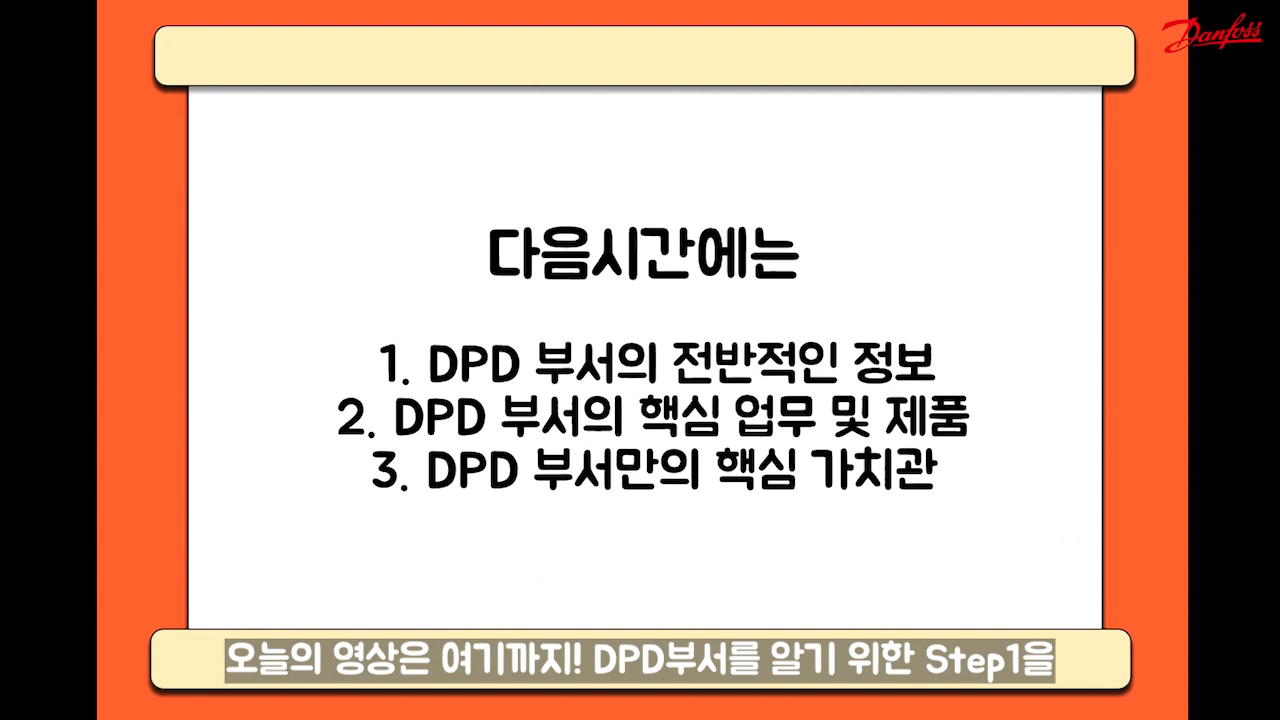 Danfoss
다음시간에는
1. DPD 부서의 전반적인 정보
2. DPD 부서의 핵심 업무 및 제품
3. DPD 부서만의 핵심 가치관
오늘의 영상은 여기까지! DPD부서를 알기 위한 Step1을